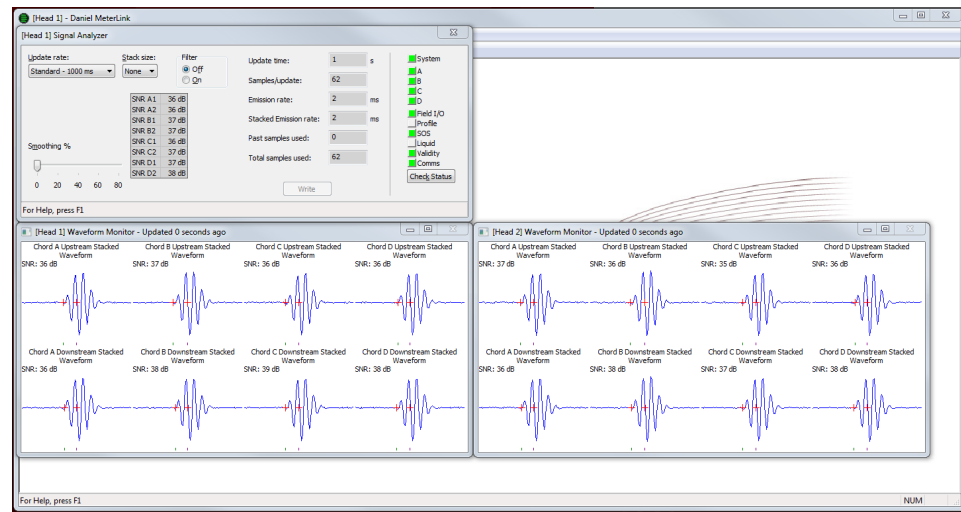 [Head 1] - Daniel MeterLink
[Head 1] Signal Analyzer
Update rate:
Stack size:
Filter
Standard - 1000 ms
None
Off
On
SNR A1 36 dB
SNR A2 36 dB
SNR B1 37 dB
SNR B2 37 dB
SNR C1 36 dB
SNR C2 37 dB
SNR D1 37 dB
SNR D2 38 dB
Smoothing %
0 20 40 60 80
Update time: 1 s
Samples/update: 62
Emission rate: 2 ms
Stacked Emission rate: 2 ms
Past samples used: 0
Total samples used: 62
Write
System
A
B
C
D
Field I/O
Profile
SOS
Liquid
Validity
Comms
Check Status
For Help, press F1
[Head 1] Waveform Monitor - Updated 0 seconds ago
Chord A Upstream Stacked
Waveform
SNR: 36 dB
Chord B Upstream Stacked
Waveform
SNR: 37 dB
Chord C Upstream Stacked
Waveform
SNR: 36 dB
Chord D Upstream Stacked
Waveform
SNR: 36 dB
Chord A Downstream Stacked
Waveform
SNR: 36 dB
Chord B Downstream Stacked
Waveform
SNR: 38 dB
Chord C Downstream Stacked
Waveform
SNR: 39 dB
Chord D Downstream Stacked
Waveform
SNR: 38 dB
[Head 2] Waveform Monitor - Updated 0 seconds ago
Chord A Upstream Stacked
Waveform
SNR: 37 dB
Chord B Upstream Stacked
Waveform
SNR: 36 dB
Chord C Upstream Stacked
Waveform
SNR: 35 dB
Chord D Upstream Stacked
Waveform
SNR: 36 dB
Chord A Downstream Stacked
Waveform
SNR: 36 dB
Chord B Downstream Stacked
Waveform
SNR: 38 dB
Chord C Downstream Stacked
Waveform
SNR: 37 dB
Chord D Downstream Stacked
Waveform
SNR: 38 dB
For Help, press F1
NUM